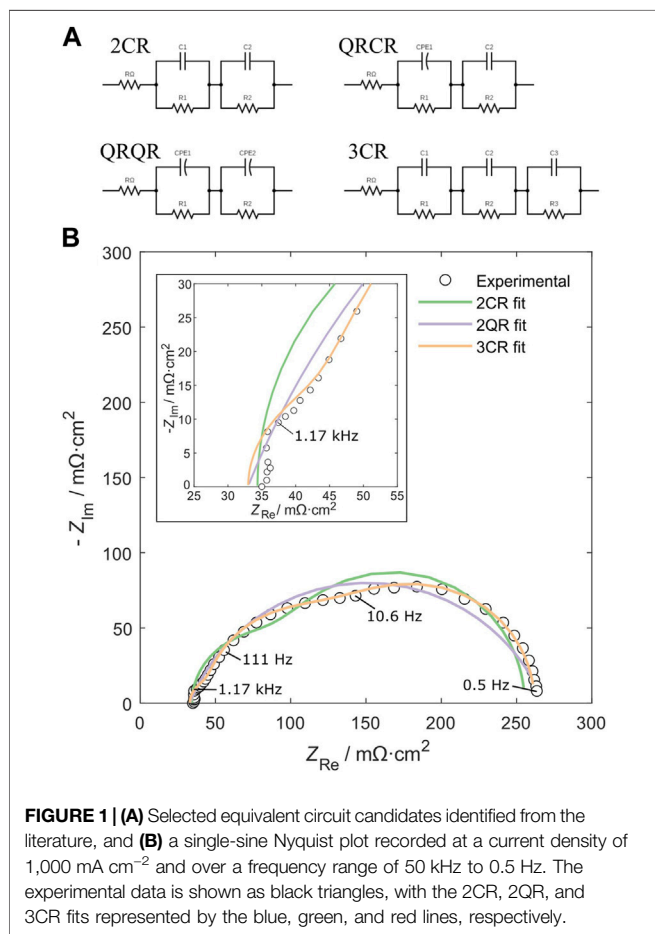 A
2CR
C1
C2
RΩ
R1
R2
QRCR
CPE1
C2
RΩ
R1
R2
QRQR
CPE1
CPE2
RΩ
R1
R2
3CR
C1
C2
C3
RΩ
R1
R2
R3
B
300
250
200
150
100
50
0
- Z_Im / mΩ·cm²
0 50 100 150 200 250 300
Z_Re / mΩ·cm²
30
25
20
15
10
5
0
-Z_Im / mΩ·cm²
25 30 35 40 45 50 55
Z_Re / mΩ·cm²
1.17 kHz
Experimental
2CR fit
2QR fit
3CR fit
111 Hz
1.17 kHz
10.6 Hz
0.5 Hz
FIGURE 1 | (A) Selected equivalent circuit candidates identified from the
literature, and (B) a single-sine Nyquist plot recorded at a current density of
1,000 mA cm⁻² and over a frequency range of 50 kHz to 0.5 Hz. The
experimental data is shown as black triangles, with the 2CR, 2QR, and
3CR fits represented by the blue, green, and red lines, respectively.